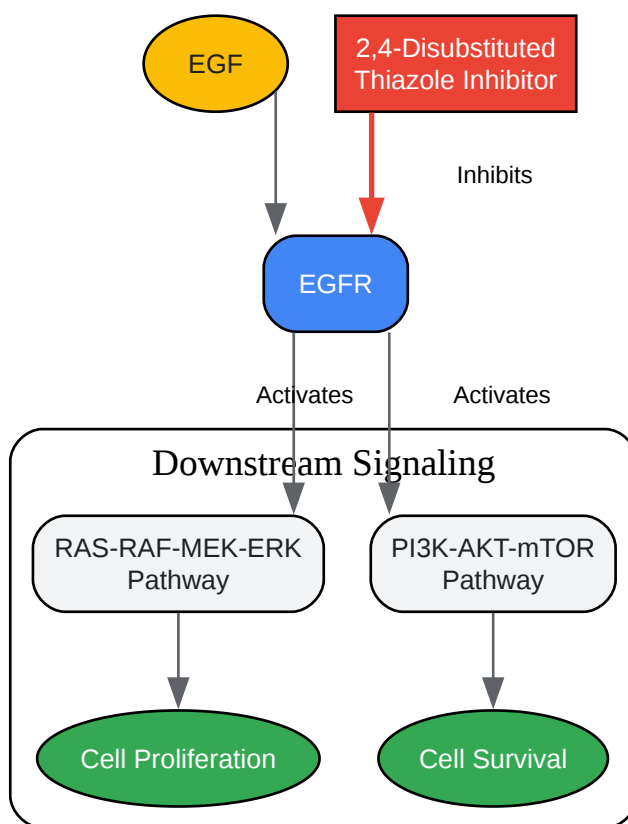 EGF
2,4-Disubstituted
Thiazole Inhibitor
Inhibits
EGFR
Activates
Activates
Downstream Signaling
RAS-RAF-MEK-ERK
Pathway
PI3K-AKT-mTOR
Pathway
Cell Proliferation
Cell Survival